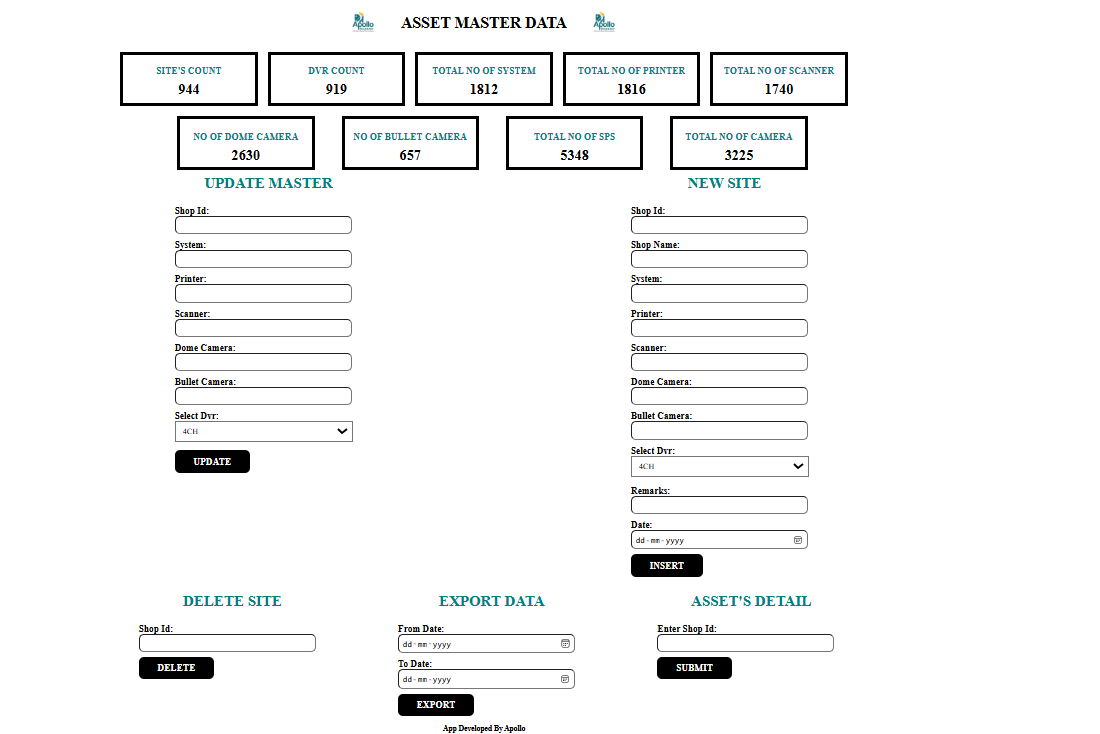 Apollo
ASSET MASTER DATA
Apollo
SITE'S COUNT
944
DVR COUNT
919
TOTAL NO OF SYSTEM
1812
TOTAL NO OF PRINTER
1816
TOTAL NO OF SCANNER
1740
NO OF DOME CAMERA
2630
NO OF BULLET CAMERA
657
TOTAL NO OF SPS
5348
TOTAL NO OF CAMERA
3225
UPDATE MASTER
Shop Id:
System:
Printer:
Scanner:
Dome Camera:
Bullet Camera:
Select Dvr:
4CH
UPDATE
NEW SITE
Shop Id:
Shop Name:
System:
Printer:
Scanner:
Dome Camera:
Bullet Camera:
Select Dvr:
4CH
Remarks:
Date:
dd-mm-yyyy
INSERT
DELETE SITE
Shop Id:
DELETE
EXPORT DATA
From Date:
dd-mm-yyyy
To Date:
dd-mm-yyyy
EXPORT
ASSET'S DETAIL
Enter Shop Id:
SUBMIT
App Developed By Apollo